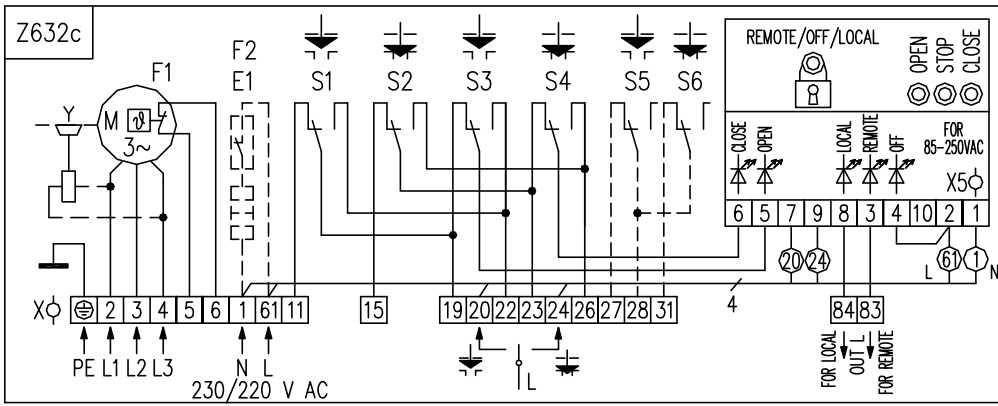 Z632c
F1
F2
E1
S1
S2
S3
S4
S5
S6
REMOTE/OFF/LOCAL
OPEN
STOP
CLOSE
Y
M
ϑ
3~
CLOSE
OPEN
LOCAL
REMOTE
OFF
FOR
85-250VAC
X5
6 5 7 9 8 3 4 10 2 1
20 24 61 1
L N
4
X
2 3 4 5 6 1 61 11 15 19 20 22 23 24 26 27 28 31 84 83
PE L1 L2 L3 N L
230/220 V AC
L
FOR LOCAL
OUT L
FOR REMOTE